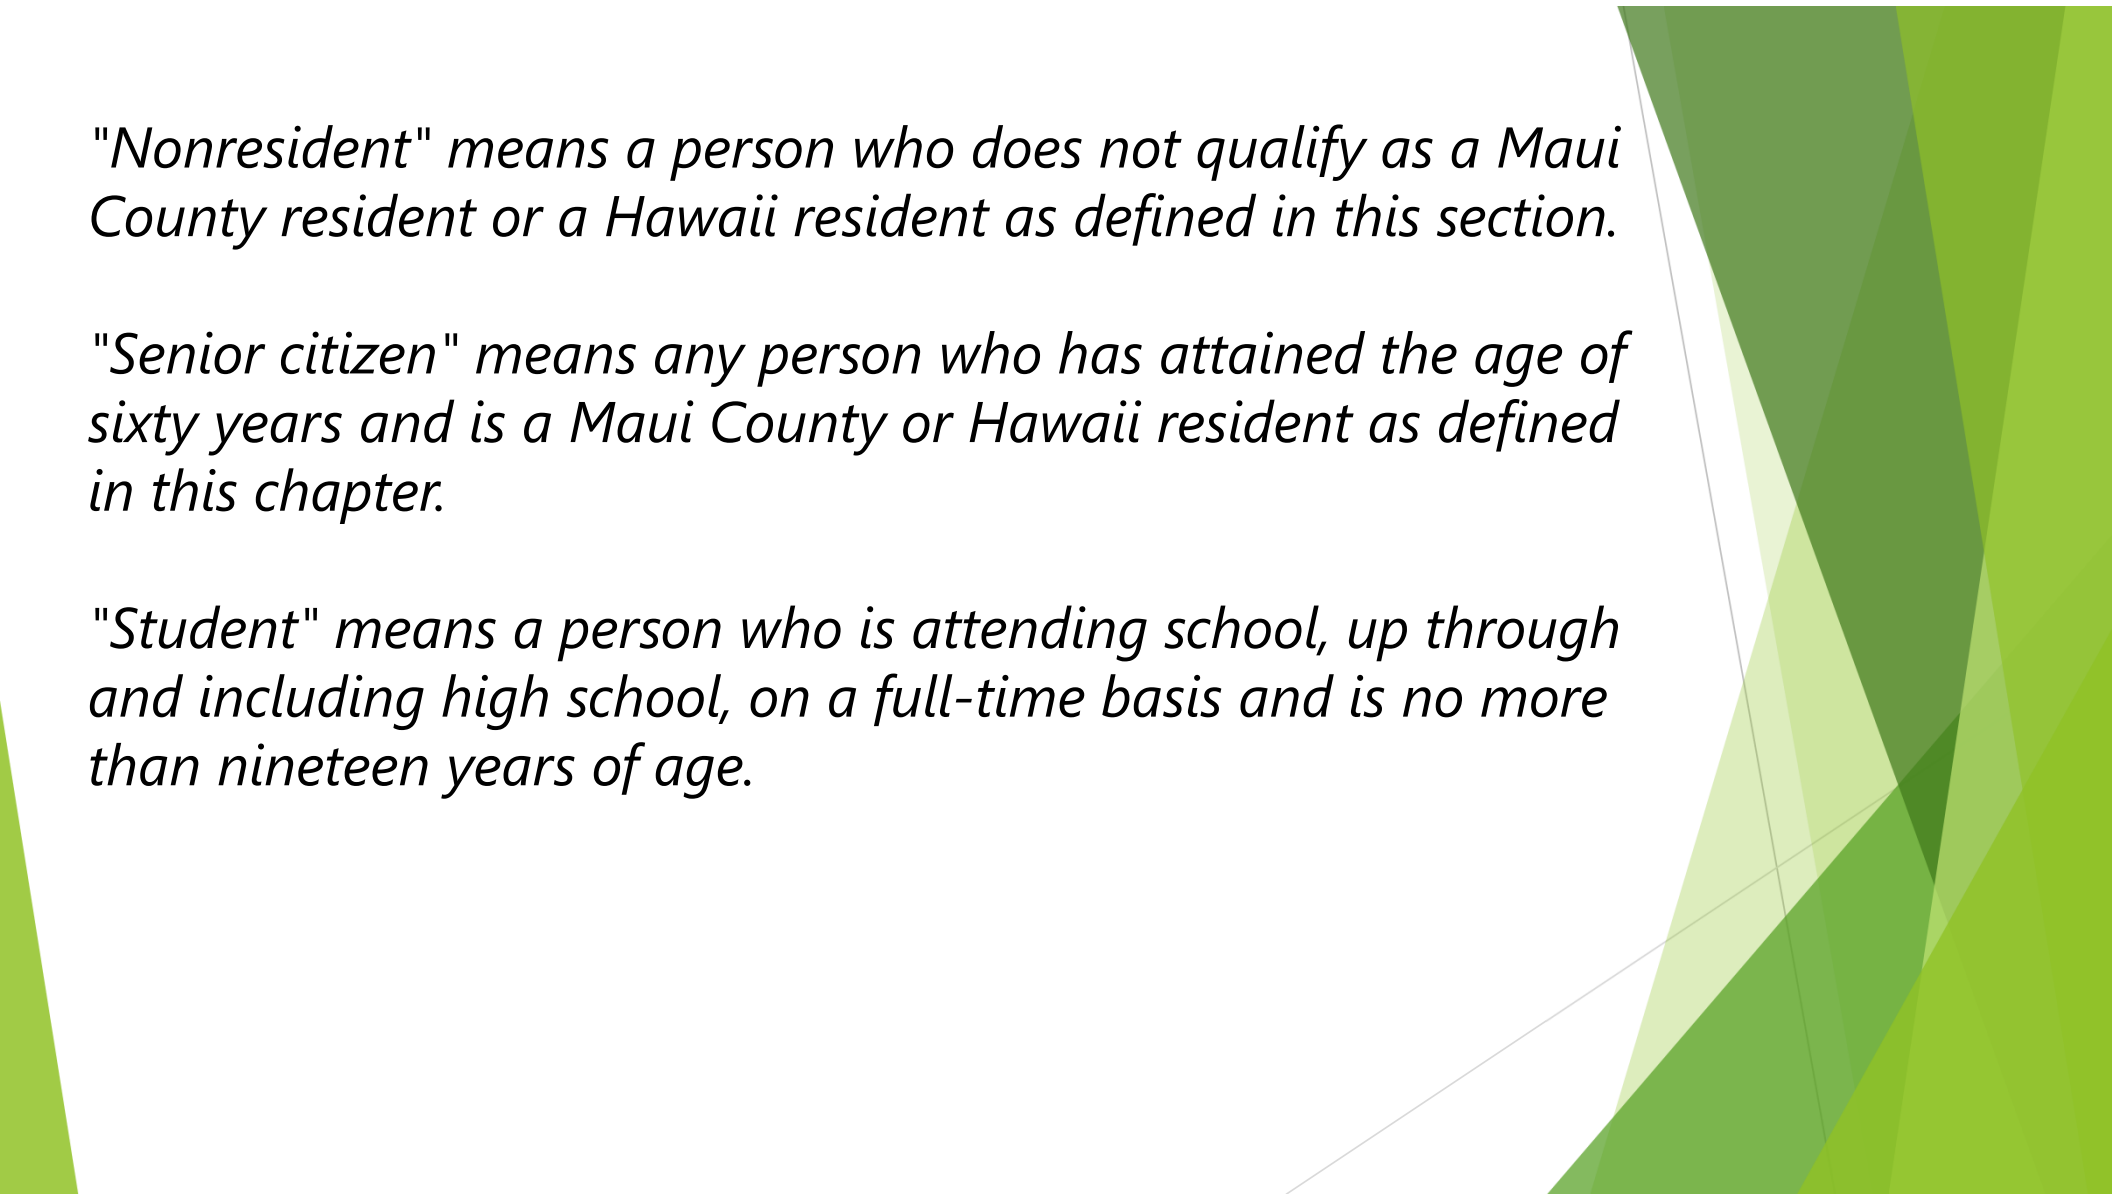 "Nonresident" means a person who does not qualify as a Maui
County resident or a Hawaii resident as defined in this section.
"Senior citizen" means any person who has attained the age of
sixty years and is a Maui County or Hawaii resident as defined
in this chapter.
"Student" means a person who is attending school, up through
and including high school, on a full-time basis and is no more
than nineteen years of age.